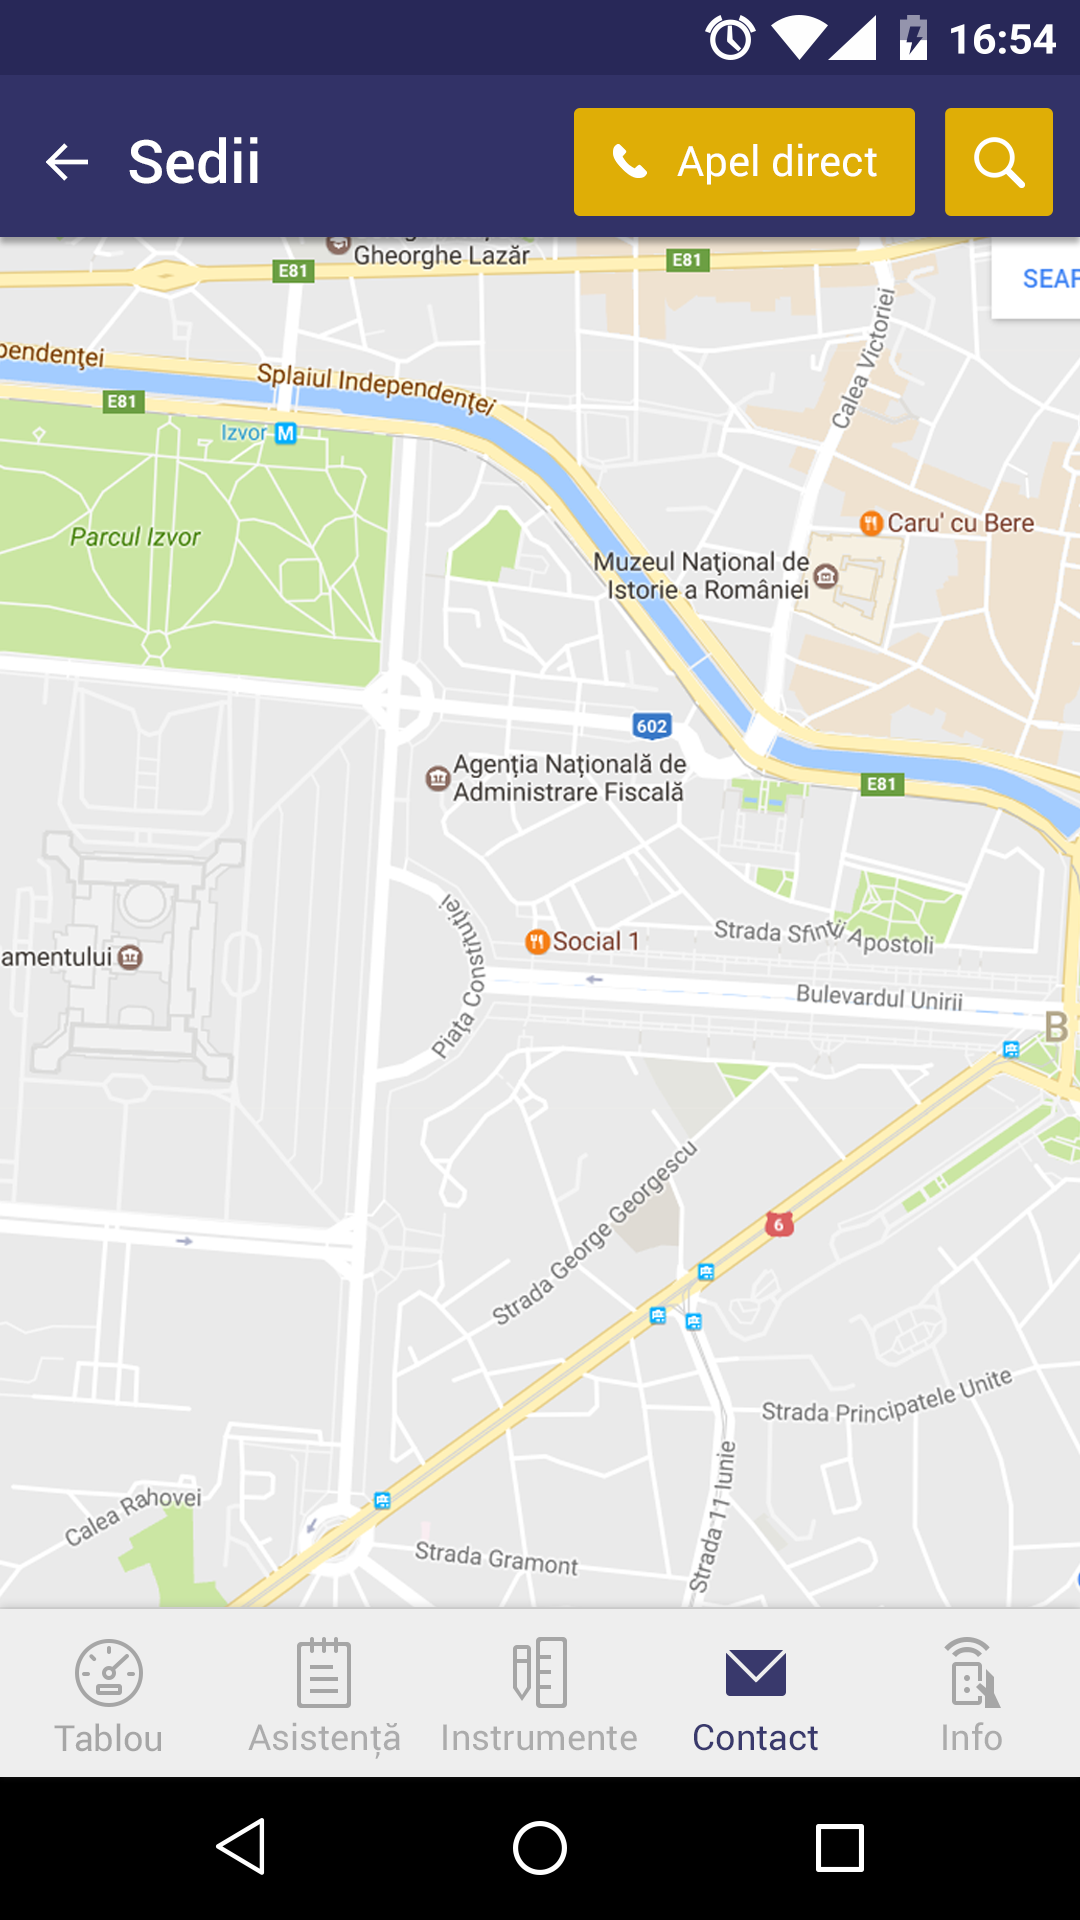 16:54
Sedii
Apel direct
Gheorghe Lazăr
E81
E81
Calea Victoriei
Splaiul Independenței
E81
Izvor M
Parcul Izvor
Caru' cu Bere
Muzeul Naţional de
Istorie a României
602
Agenția Națională de
Administrare Fiscală
E81
Piața Constituției
Social 1
Strada Sfinții Apostoli
amentului
Bulevardul Unirii
B
Strada George Georgescu
6
Strada Principatele Unite
Strada 11 Iunie
Calea Rahovei
Strada Gramont
Tablou
Asistență
Instrumente
Contact
Info